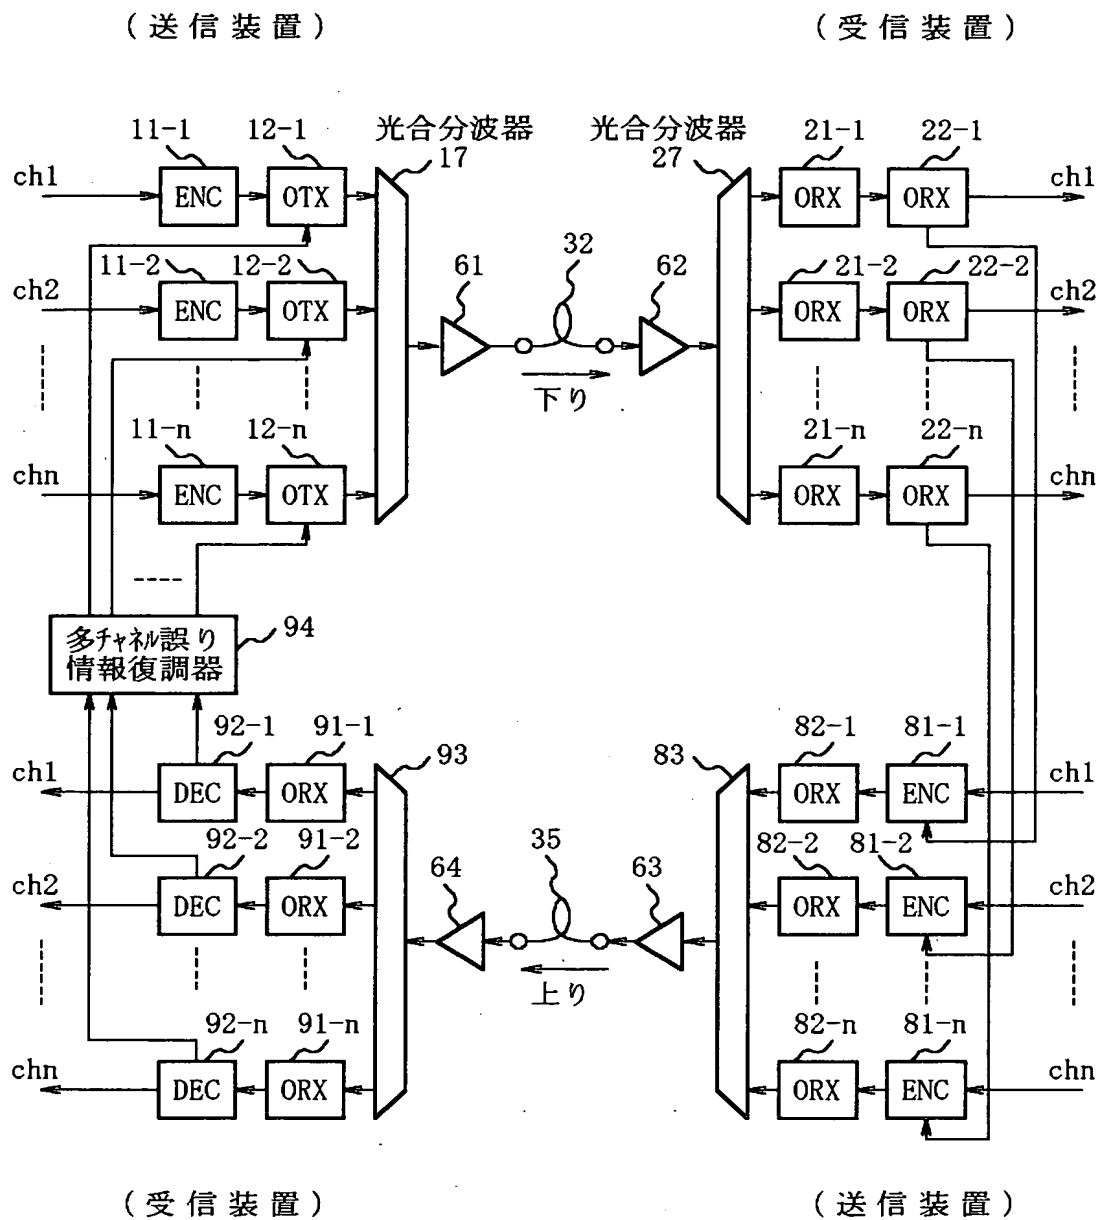 (送信装置)
(受信装置)
11-1 12-1 光合分波器 光合分波器 21-1 22-1
17 27
ch1 ENC OTX ORX ORX ch1
11-2 12-2 61 32 62 21-2 22-2
ch2 ENC OTX ORX ORX ch2
下り
11-n 12-n 21-n 22-n
chn ENC OTX ORX ORX chn
多チャネル誤り 94
情報復調器
92-1 91-1 93 83 82-1 81-1
ch1 DEC ORX ORX ENC ch1
92-2 91-2 64 35 63 82-2 81-2
ch2 DEC ORX ORX ENC ch2
上り
92-n 91-n 82-n 81-n
chn DEC ORX ORX ENC chn
(受信装置)
(送信装置)